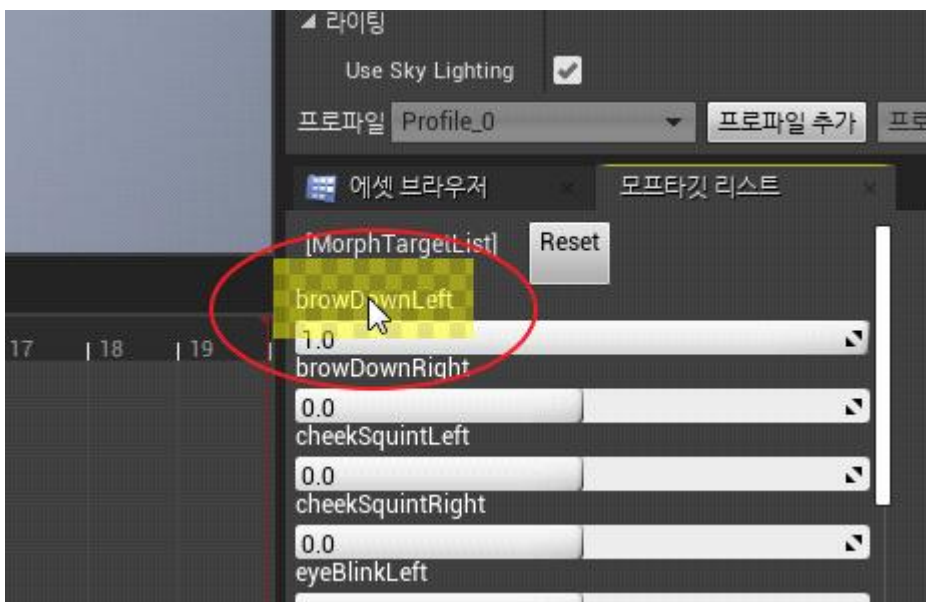 라이팅
Use Sky Lighting
프로파일 Profile_0 프로파일 추가 프로
에셋 브라우저 모프타깃 리스트
[MorphTargetList] Reset
browDownLeft
17 18 19
1.0
browDownRight
0.0
cheekSquintLeft
0.0
cheekSquintRight
0.0
eyeBlinkLeft